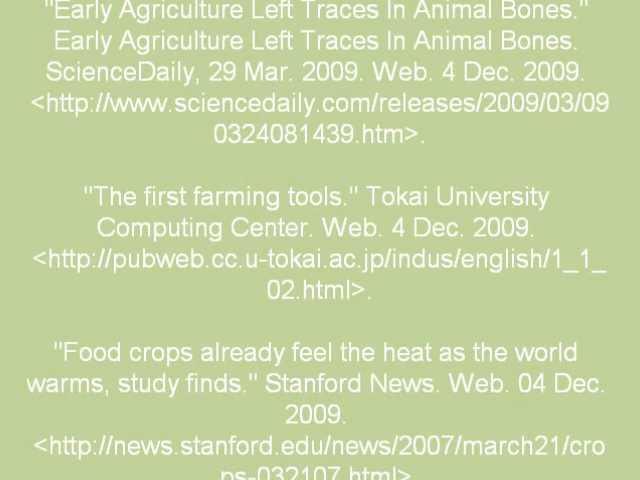 "Early Agriculture Left Traces In Animal Bones."
Early Agriculture Left Traces In Animal Bones.
ScienceDaily, 29 Mar. 2009. Web. 4 Dec. 2009.
<http://www.sciencedaily.com/releases/2009/03/09
0324081439.htm>.
"The first farming tools." Tokai University
Computing Center. Web. 4 Dec. 2009.
<http://pubweb.cc.u-tokai.ac.jp/indus/english/1_1_
02.html>.
"Food crops already feel the heat as the world
warms, study finds." Stanford News. Web. 04 Dec.
2009.
<http://news.stanford.edu/news/2007/march21/cro
ps-032107.html>